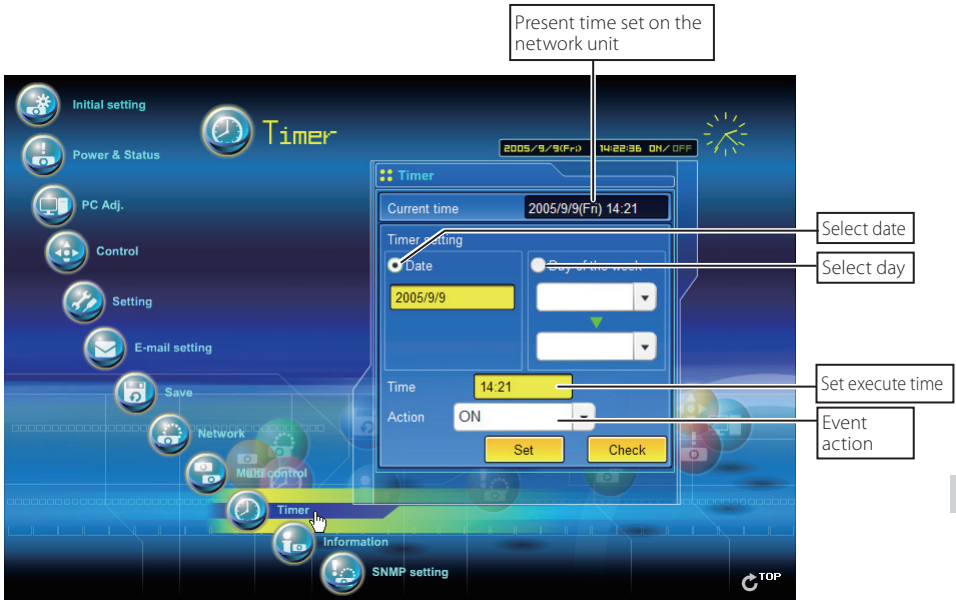 Present time set on the
network unit
Initial setting
Timer
Power & Status
2005/9/9(Fri) 14:22:36 ON/OFF
Timer
PC Adj.
Current time 2005/9/9(Fri) 14:21
Select date
Timer setting
Control
Date Day of the week
Select day
2005/9/9
Setting
E-mail setting
Time 14:21
Set execute time
Save
Action ON
Event
action
Network
Set Check
Multi control
Timer
Information
SNMP setting
TOP